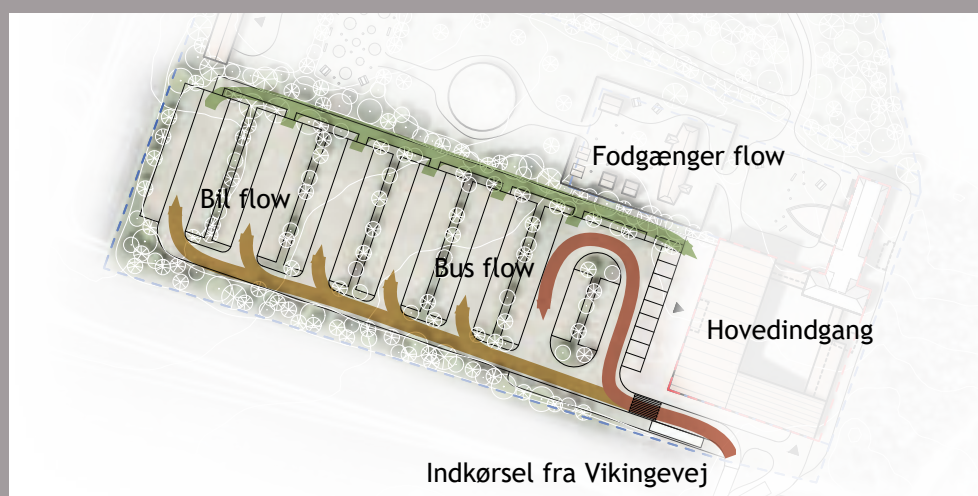 Fodgænger flow
Bil flow
Bus flow
Hovedindgang
Indkørsel fra Vikingevej